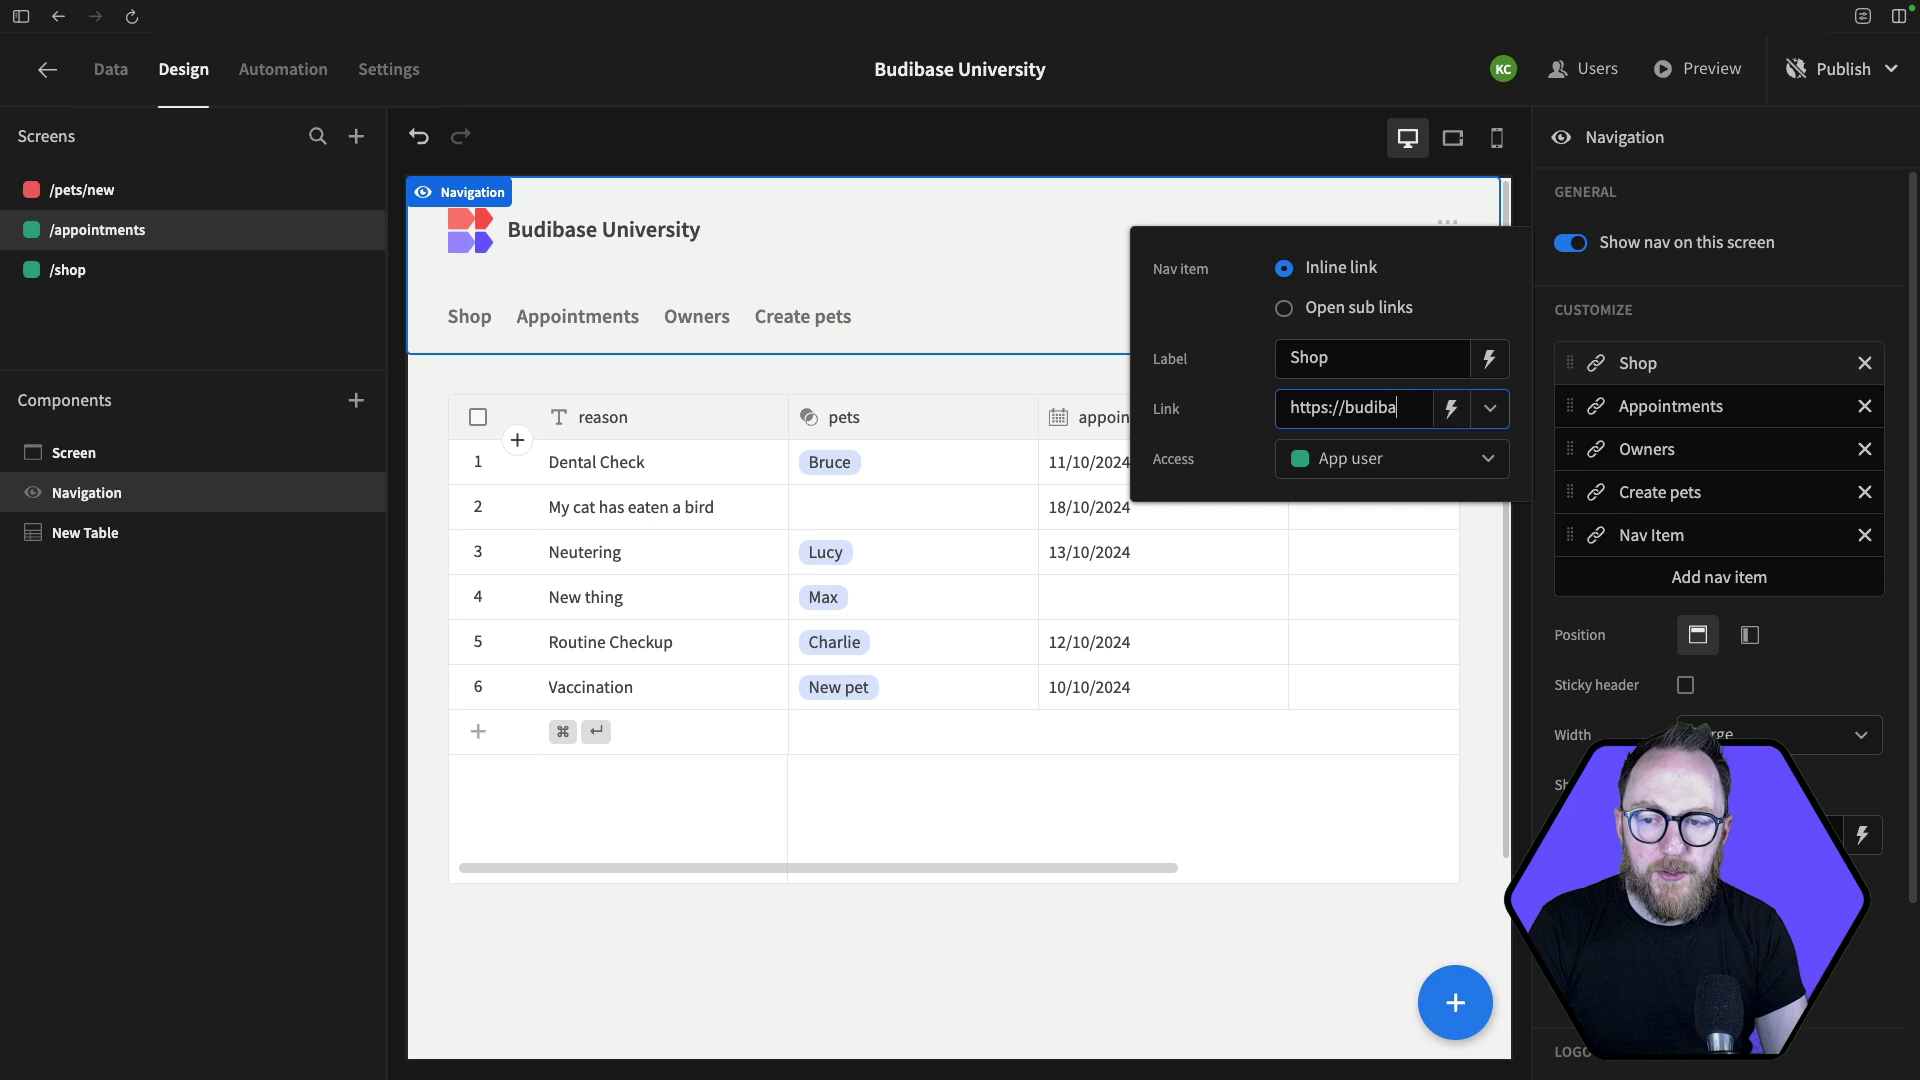 Data
Design
Automation
Settings
Budibase University
KC
Users
Preview
Publish
Screens
/pets/new
/appointments
/shop
Components
Screen
Navigation
New Table
Navigation
Budibase University
Shop
Appointments
Owners
Create pets
reason
pets
appoin
1
Dental Check
Bruce
11/10/2024
2
My cat has eaten a bird
18/10/2024
3
Neutering
Lucy
13/10/2024
4
New thing
Max
5
Routine Checkup
Charlie
12/10/2024
6
Vaccination
New pet
10/10/2024
Nav item
Inline link
Open sub links
Label
Shop
Link
https://budiba
Access
App user
Navigation
GENERAL
Show nav on this screen
CUSTOMIZE
Shop
Appointments
Owners
Create pets
Nav Item
Add nav item
Position
Sticky header
Width